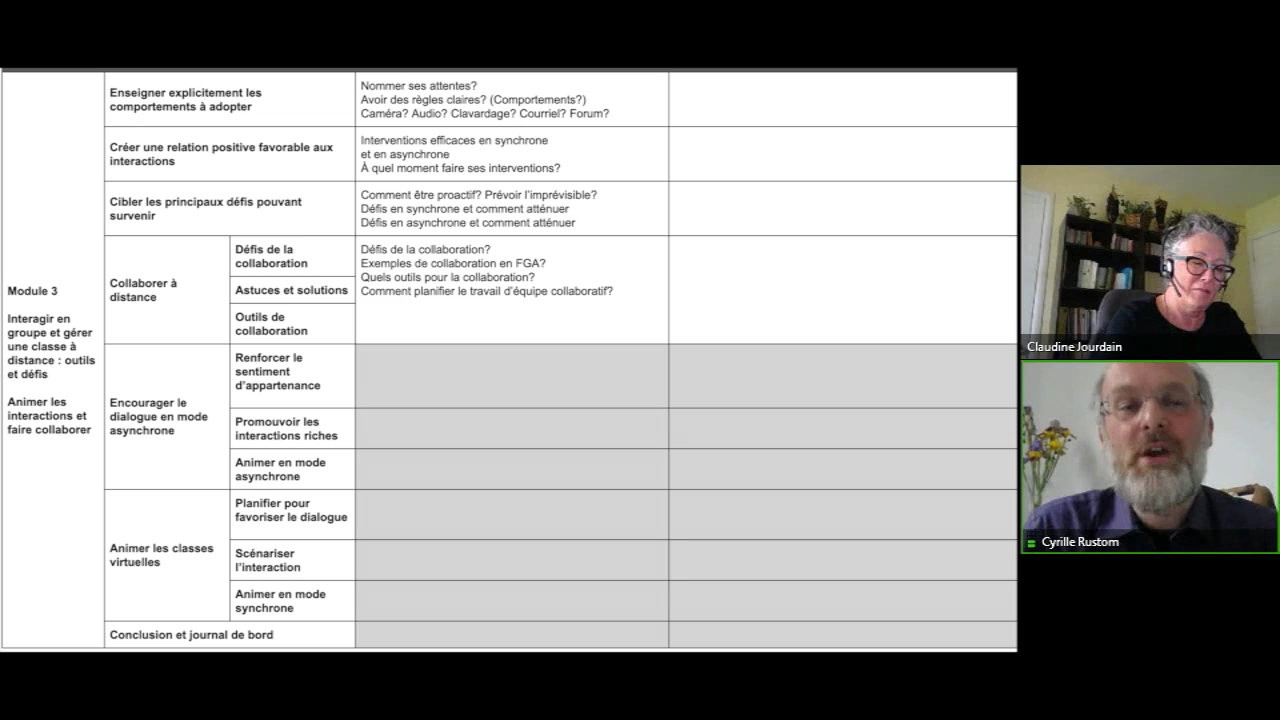 Module 3
Interagir en
groupe et gérer
une classe à
distance : outils
et défis
Animer les
interactions et
faire collaborer
Enseigner explicitement les
comportements à adopter
Nommer ses attentes?
Avoir des règles claires? (Comportements?)
Caméra? Audio? Clavardage? Courriel? Forum?
Créer une relation positive favorable aux
interactions
Interventions efficaces en synchrone
et en asynchrone
À quel moment faire ses interventions?
Cibler les principaux défis pouvant
survenir
Comment être proactif? Prévoir l'imprévisible?
Défis en synchrone et comment atténuer
Défis en asynchrone et comment atténuer
Collaborer à
distance
Défis de la
collaboration
Astuces et solutions
Outils de
collaboration
Défis de la collaboration?
Exemples de collaboration en FGA?
Quels outils pour la collaboration?
Comment planifier le travail d'équipe collaboratif?
Encourager le
dialogue en mode
asynchrone
Renforcer le
sentiment
d'appartenance
Promouvoir les
interactions riches
Animer en mode
asynchrone
Animer les classes
virtuelles
Planifier pour
favoriser le dialogue
Scénariser
l'interaction
Animer en mode
synchrone
Conclusion et journal de bord
Claudine Jourdain
Cyrille Rustom